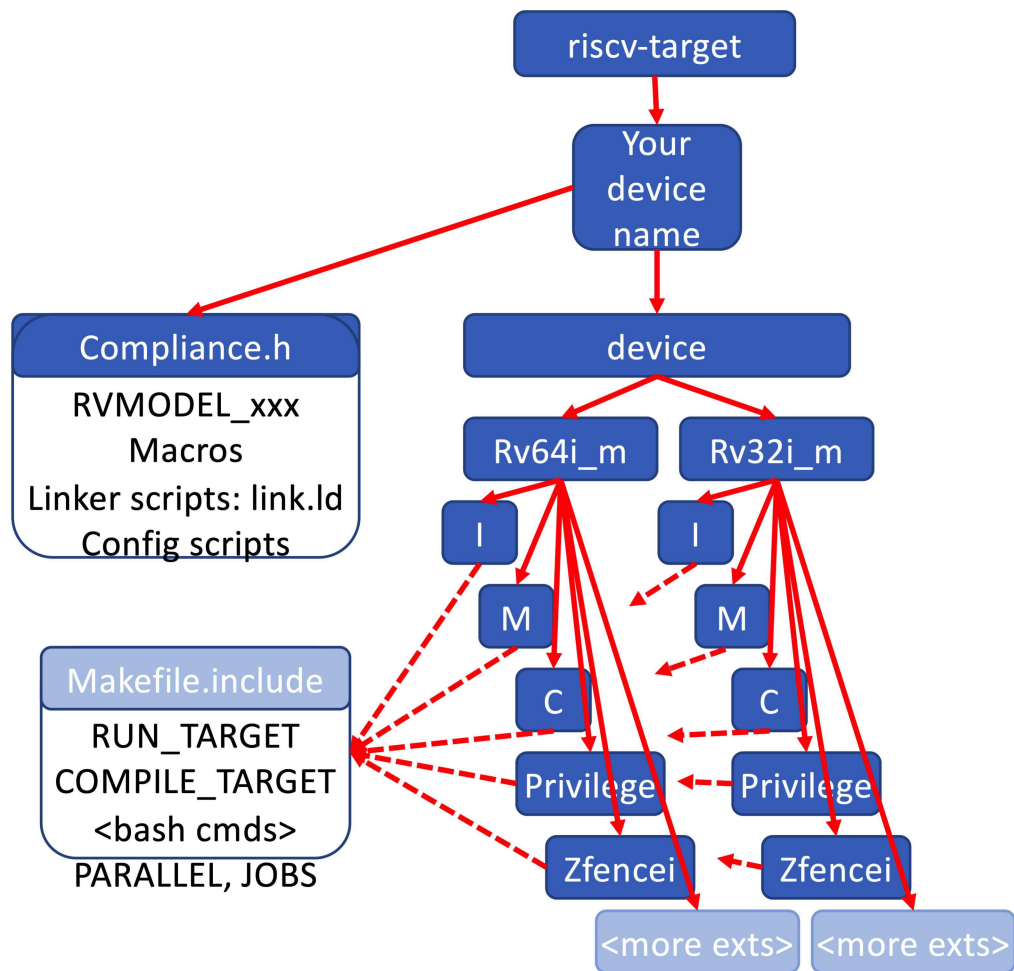 riscv-target
Your
device
name
Compliance.h
RVMODEL_xxx
Macros
Linker scripts: link.ld
Config scripts
device
Rv64i_m
Rv32i_m
I
I
M
M
C
C
Makefile.include
RUN_TARGET
COMPILE_TARGET
<bash cmds>
PARALLEL, JOBS
Privilege
Privilege
Zfencei
Zfencei
<more exts>
<more exts>